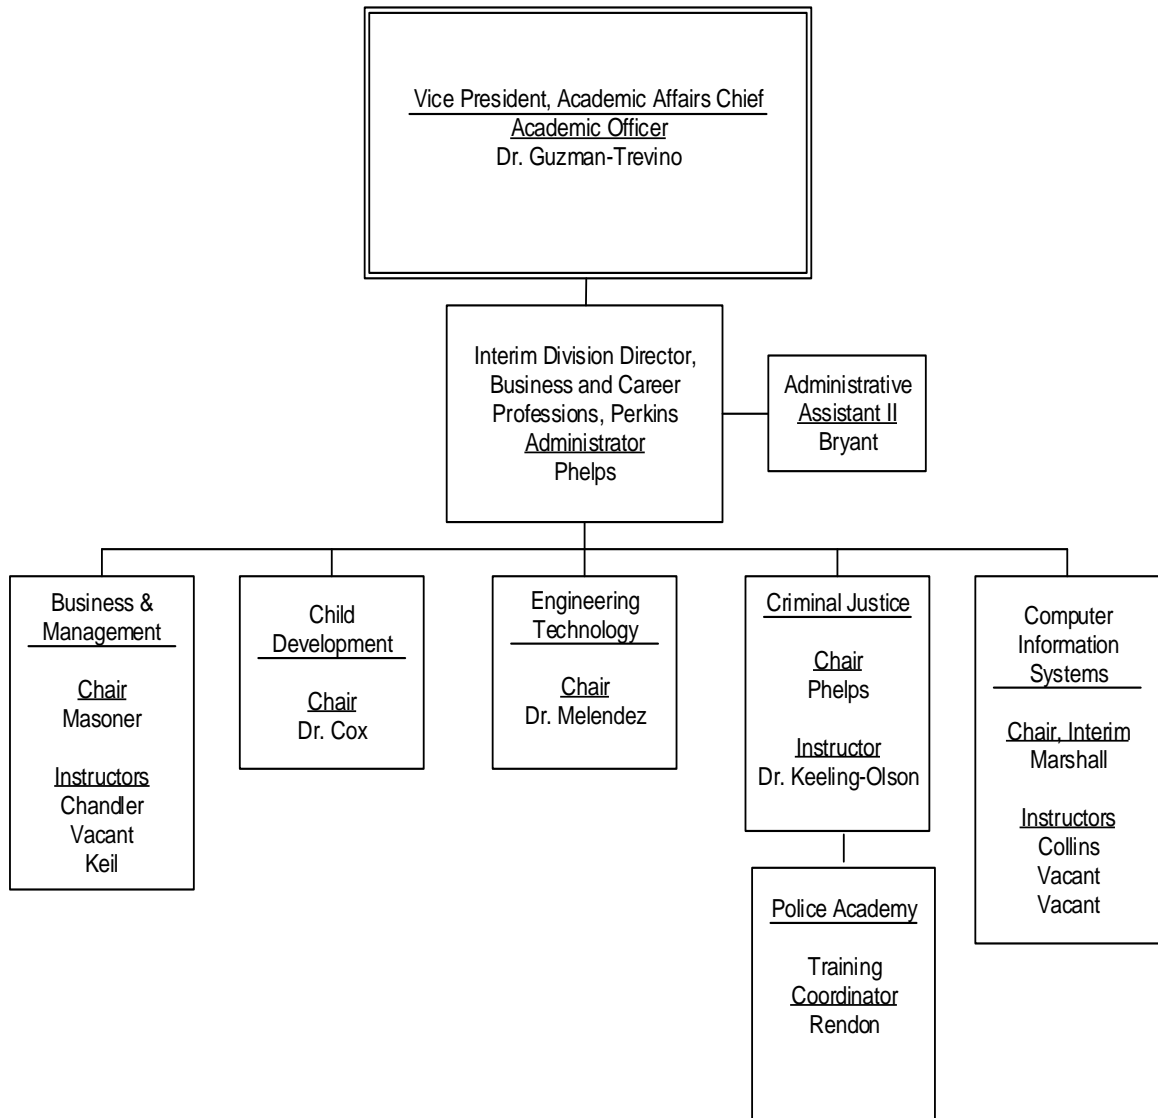 Vice President, Academic Affairs Chief
Academic Officer
Dr. Guzman-Trevino
Interim Division Director,
Business and Career
Professions, Perkins
Administrator
Phelps
Administrative
Assistant II
Bryant
Business &
Management
Chair
Masoner
Instructors
Chandler
Vacant
Keil
Child
Development
Chair
Dr. Cox
Engineering
Technology
Chair
Dr. Melendez
Criminal Justice
Chair
Phelps
Instructor
Dr. Keeling-Olson
Police Academy
Training
Coordinator
Rendon
Computer
Information
Systems
Chair, Interim
Marshall
Instructors
Collins
Vacant
Vacant